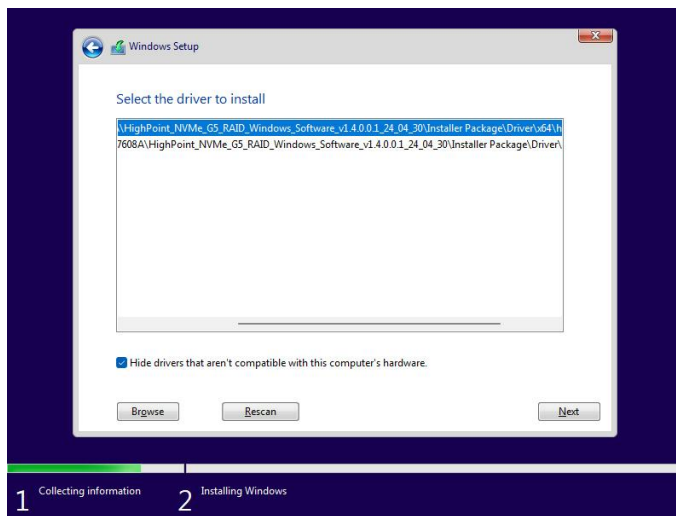 Windows Setup
Select the driver to install
\HighPoint_NVMe_G5_RAID_Windows_Software_v1.4.0.0.1_24_04_30\Installer Package\Driver\x64\h
7608A\HighPoint_NVMe_G5_RAID_Windows_Software_v1.4.0.0.1_24_04_30\Installer Package\Driver\
Hide drivers that aren't compatible with this computer's hardware.
Browse
Rescan
Next
1 Collecting information
2 Installing Windows